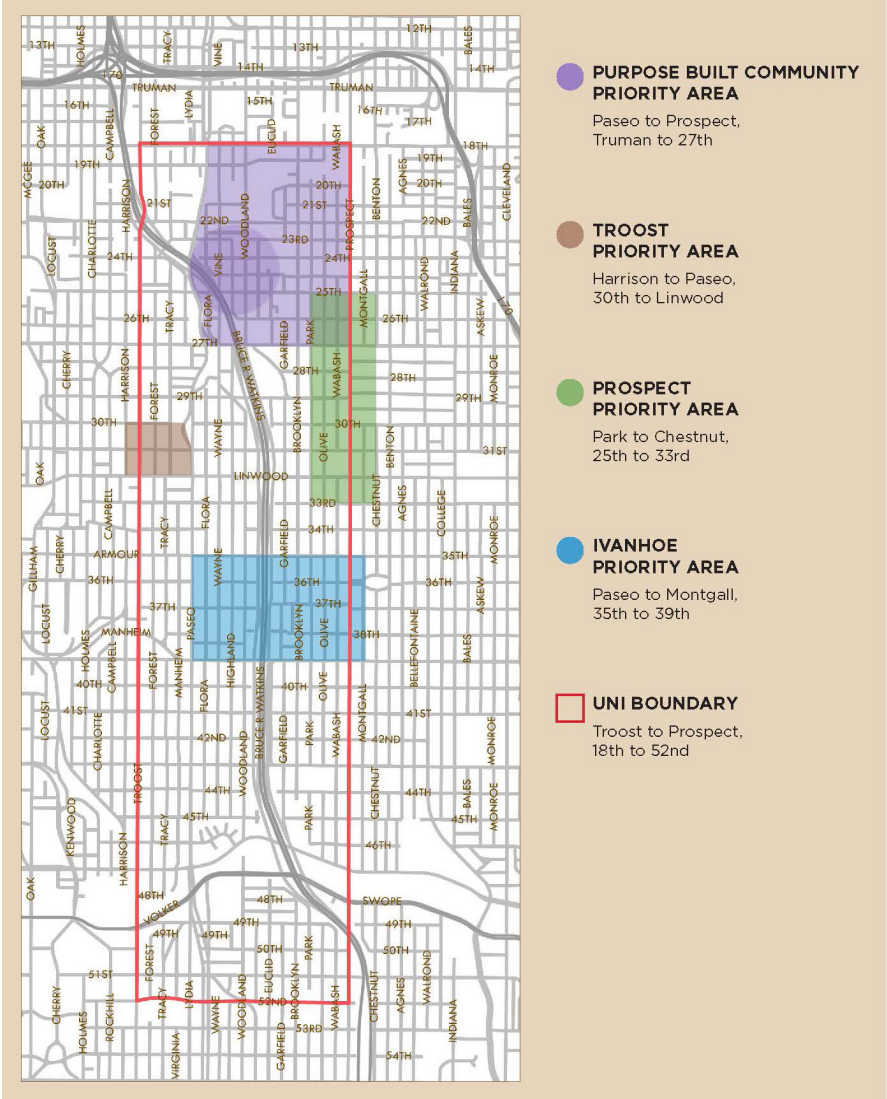 12TH
13TH
HOLMES
TRACY
VINE
13TH
BALES
14TH
14TH
170
TRUMAN
TRUMAN
16TH
LYDIA
15TH
16TH
17TH
OAK
CAMPBELL
FOREST
EUCLID
WABASH
18TH
MCGEE
19TH
19TH
20TH
20TH
AGNES
20TH
CLEVELAND
HARRISON
21ST
WOODLAND
21ST
BENTON
22ND
22ND
BALES
LOCUST
CHARLOTTE
24TH
VINE
23RD
24TH
PROSPECT
WALROND
INDIANA
25TH
MONTGALL
26TH
TRACY
FLORA
26TH
ASKEW
170
27TH
GARFIELD
PARK
BRUCE R WATKINS
CHERRY
HARRISON
28TH
WABASH
28TH
MONROE
FOREST
29TH
29TH
30TH
WAYNE
BROOKLYN
30TH
OLIVE
BENTON
31ST
OAK
LINWOOD
CAMPBELL
TRACY
FLORA
33RD
CHESTNUT
AGNES
COLLEGE
34TH
GARFIELD
MONROE
GILLHAM
CHERRY
ARMOUR
WAYNE
35TH
36TH
36TH
36TH
LOCUST
37TH
PASEO
37TH
ASKEW
HOLMES
MANHEIM
HIGHLAND
BROOKLYN
OLIVE
38TH
BELLEFONTAINE
BALES
CAMPBELL
FOREST
MANHEIM
40TH
FLORA
BRUCE R WATKINS
40TH
OLIVE
MONTGALL
LOCUST
41ST
41ST
CHARLOTTE
42ND
WOODLAND
GARFIELD
PARK
WABASH
42ND
MONROE
TROOST
44TH
CHESTNUT
44TH
BALES
MONROE
KENWOOD
TRACY
45TH
PARK
45TH
HARRISON
46TH
OAK
48TH
VOLKER
48TH
SWOPE
49TH
49TH
49TH
49TH
50TH
PARK
50TH
51ST
FOREST
EUCLID
BROOKLYN
CHESTNUT
AGNES
WALROND
CHERRY
HOLMES
ROCKHILL
TRACY
LYDIA
WAYNE
WOODLAND
52ND
WABASH
INDIANA
VIRGINIA
GARFIELD
53RD
54TH
PURPOSE BUILT COMMUNITY
PRIORITY AREA
Paseo to Prospect,
Truman to 27th
TROOST
PRIORITY AREA
Harrison to Paseo,
30th to Linwood
PROSPECT
PRIORITY AREA
Park to Chestnut,
25th to 33rd
IVANHOE
PRIORITY AREA
Paseo to Montgall,
35th to 39th
UNI BOUNDARY
Troost to Prospect,
18th to 52nd